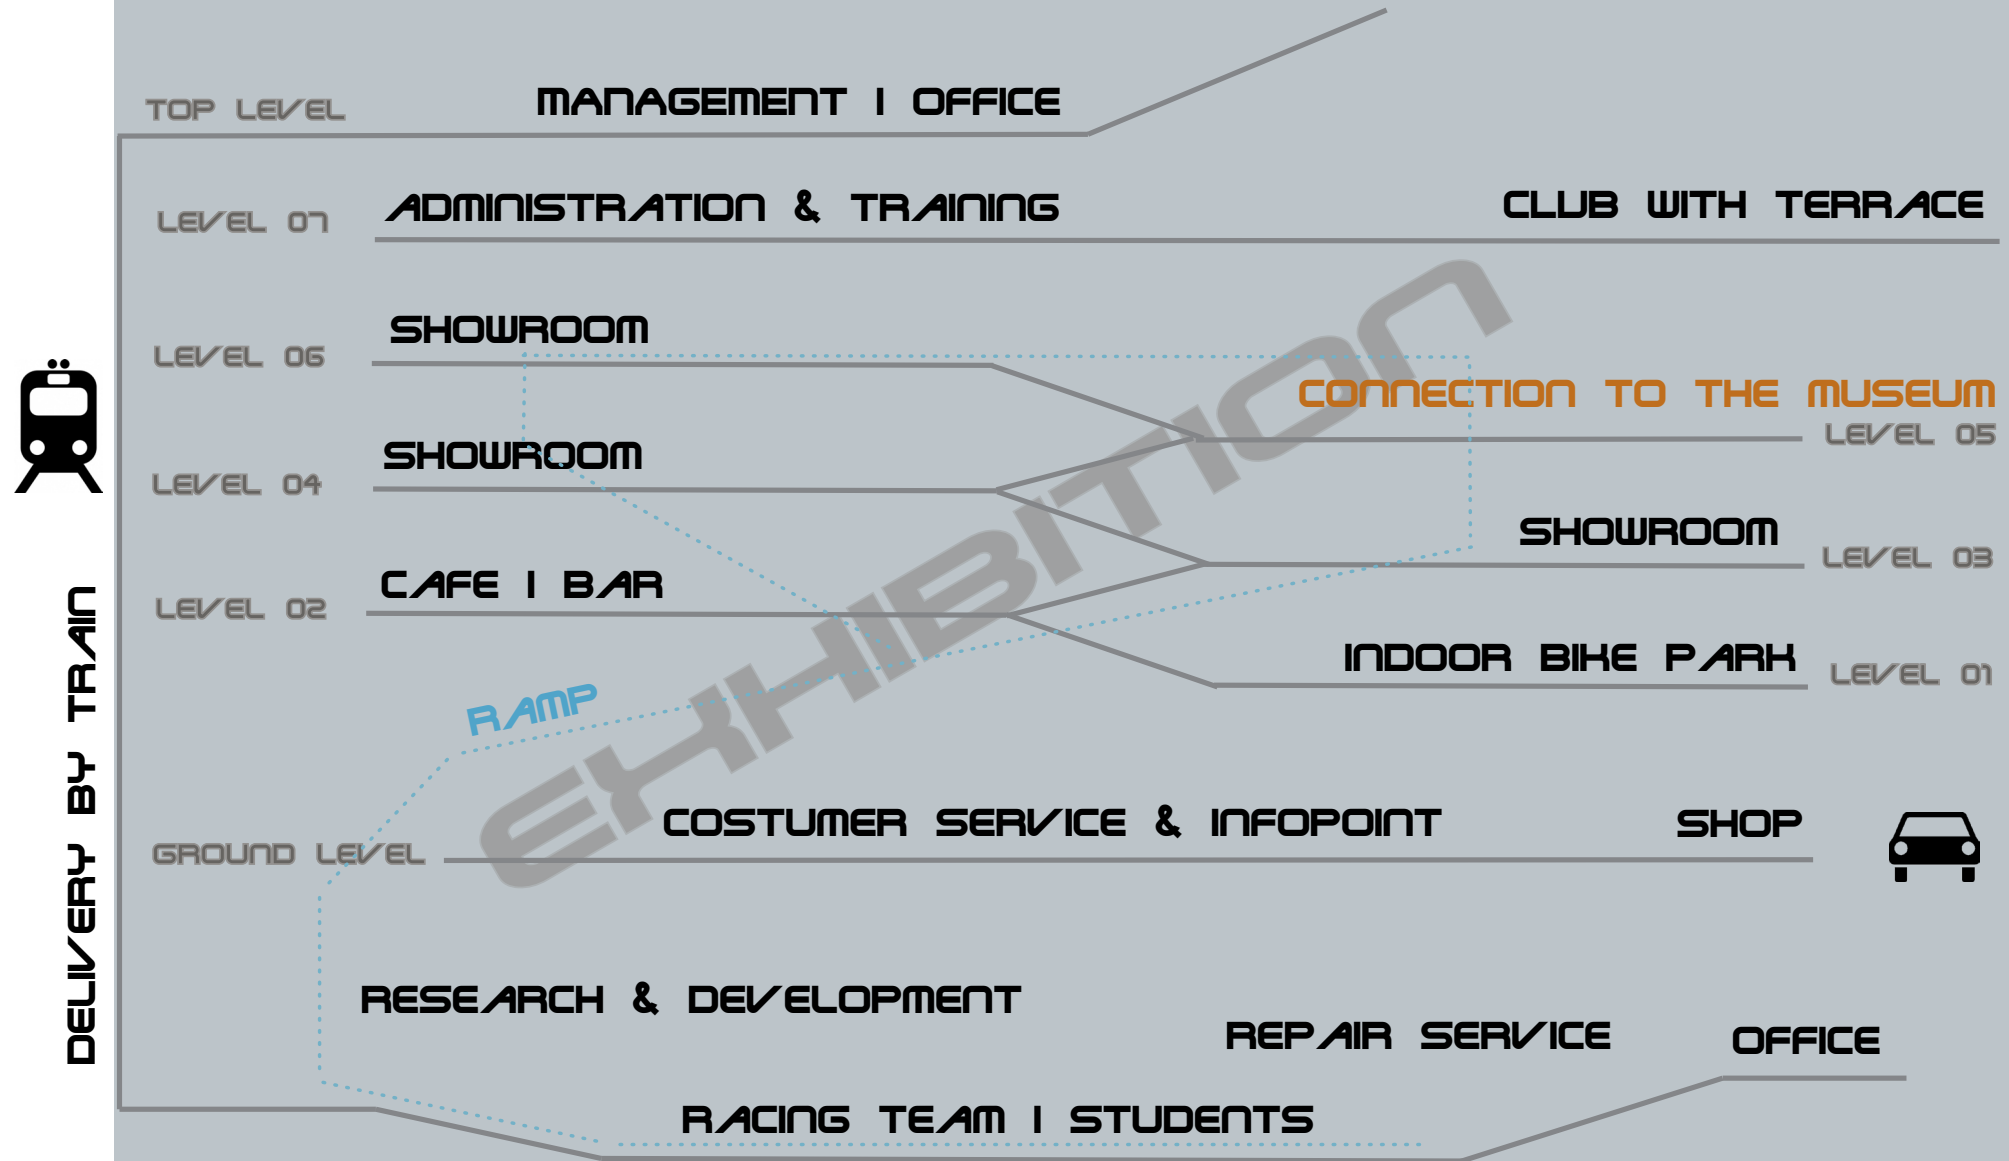 MANAGEMENT | OFFICE
TOP LEVEL
ADMINISTRATION & TRAINING
CLUB WITH TERRACE
LEVEL 07
SHOWROOM
LEVEL 06
CONNECTION TO THE MUSEUM
LEVEL 05
SHOWROOM
LEVEL 04
SHOWROOM
LEVEL 03
CAFE | BAR
LEVEL 02
EXHIBITION
INDOOR BIKE PARK
LEVEL 01
RAMP
COSTUMER SERVICE & INFOPOINT
SHOP
GROUND LEVEL
DELIVERY BY TRAIN
RESEARCH & DEVELOPMENT
REPAIR SERVICE
OFFICE
RACING TEAM | STUDENTS